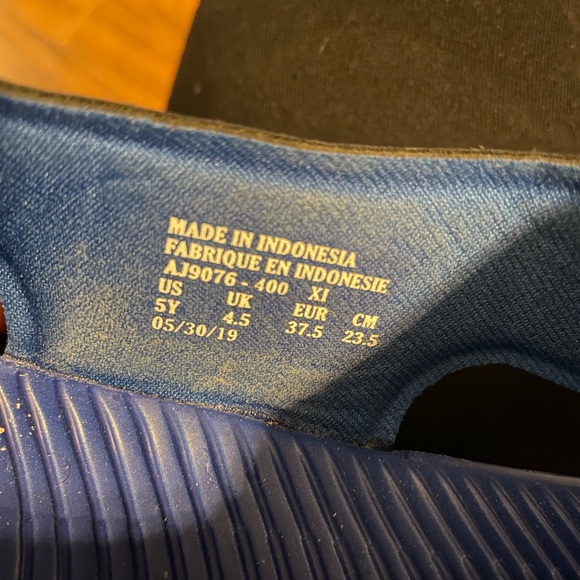 MADE IN INDONESIA
FABRIQUE EN INDONESIE
AJ9076 - 400 XI
US UK EUR CM
5Y 4.5 37.5 23.5
05/30/19